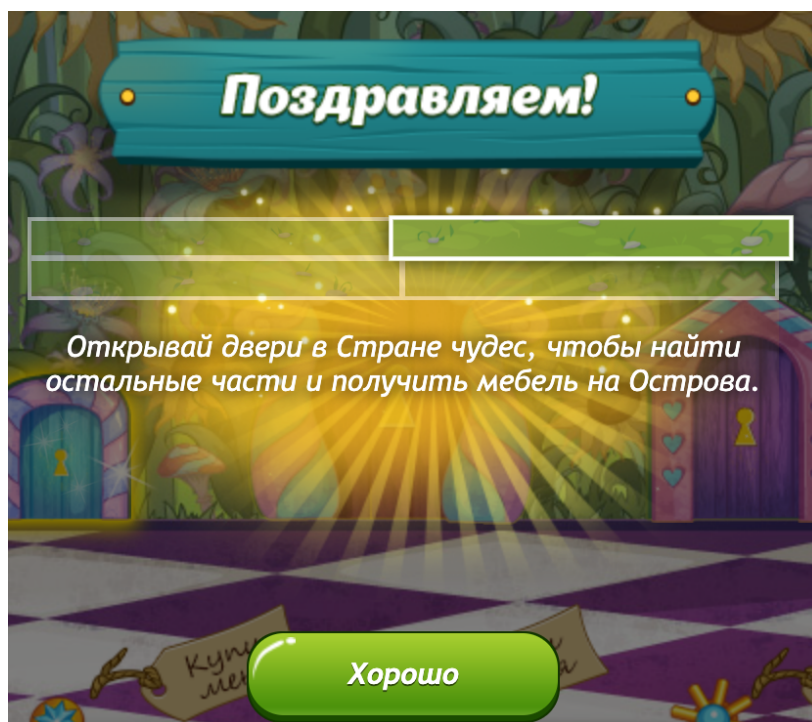 Поздравляем!
Открывай двери в Стране чудес, чтобы найти
остальные части и получить мебель на Острова.
Хорошо